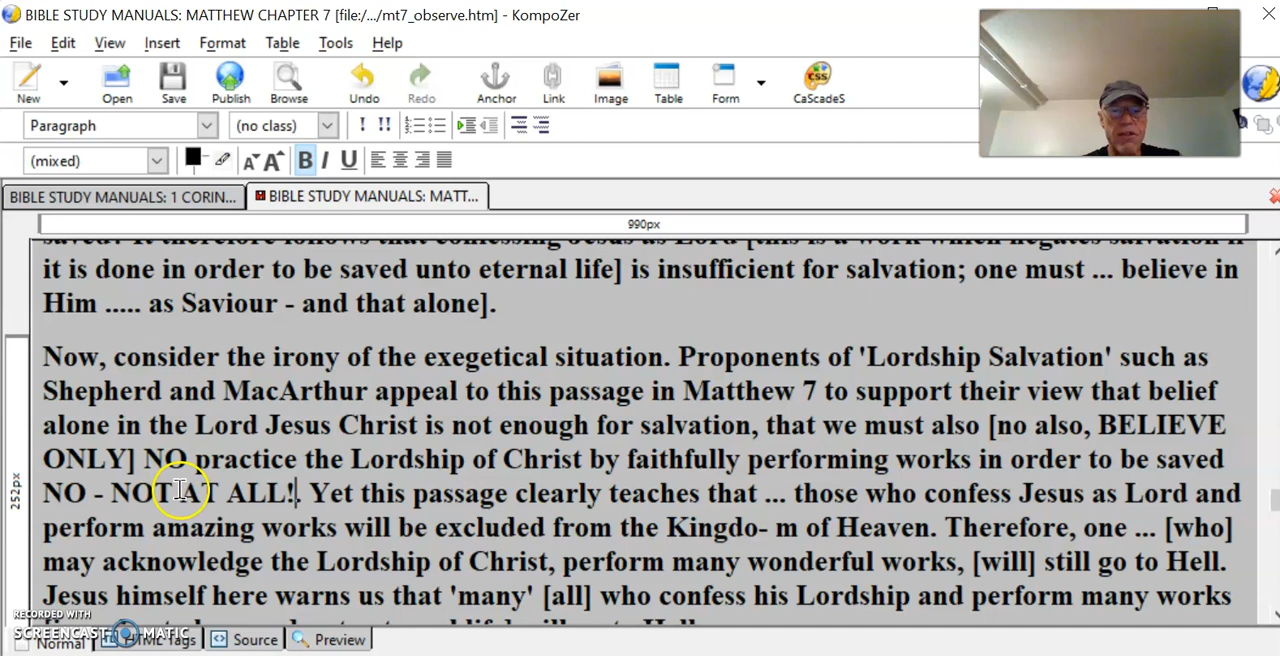 BIBLE STUDY MANUALS: MATTHEW CHAPTER 7 [file:/.../mt7_observe.htm] - KompoZer
File Edit View Insert Format Table Tools Help
New Open Save Publish Browse Undo Redo Anchor Link Image Table Form CaScadeS
Paragraph (no class) ! !!
(mixed) B I U
BIBLE STUDY MANUALS: 1 CORIN... BIBLE STUDY MANUALS: MATT...
990px
it is done in order to be saved unto eternal life] is insufficient for salvation; one must ... believe in
Him ..... as Saviour - and that alone].
Now, consider the irony of the exegetical situation. Proponents of 'Lordship Salvation' such as
Shepherd and MacArthur appeal to this passage in Matthew 7 to support their view that belief
alone in the Lord Jesus Christ is not enough for salvation, that we must also [no also, BELIEVE
ONLY] NO practice the Lordship of Christ by faithfully performing works in order to be saved
NO - NOT AT ALL!. Yet this passage clearly teaches that ... those who confess Jesus as Lord and
perform amazing works will be excluded from the Kingdo- m of Heaven. Therefore, one ... [who]
may acknowledge the Lordship of Christ, perform many wonderful works, [will] still go to Hell.
Jesus himself here warns us that 'many' [all] who confess his Lordship and perform many works
252px
RECORDED WITH
SCREENCAST MATIC
Normal HTML Tags Source Preview